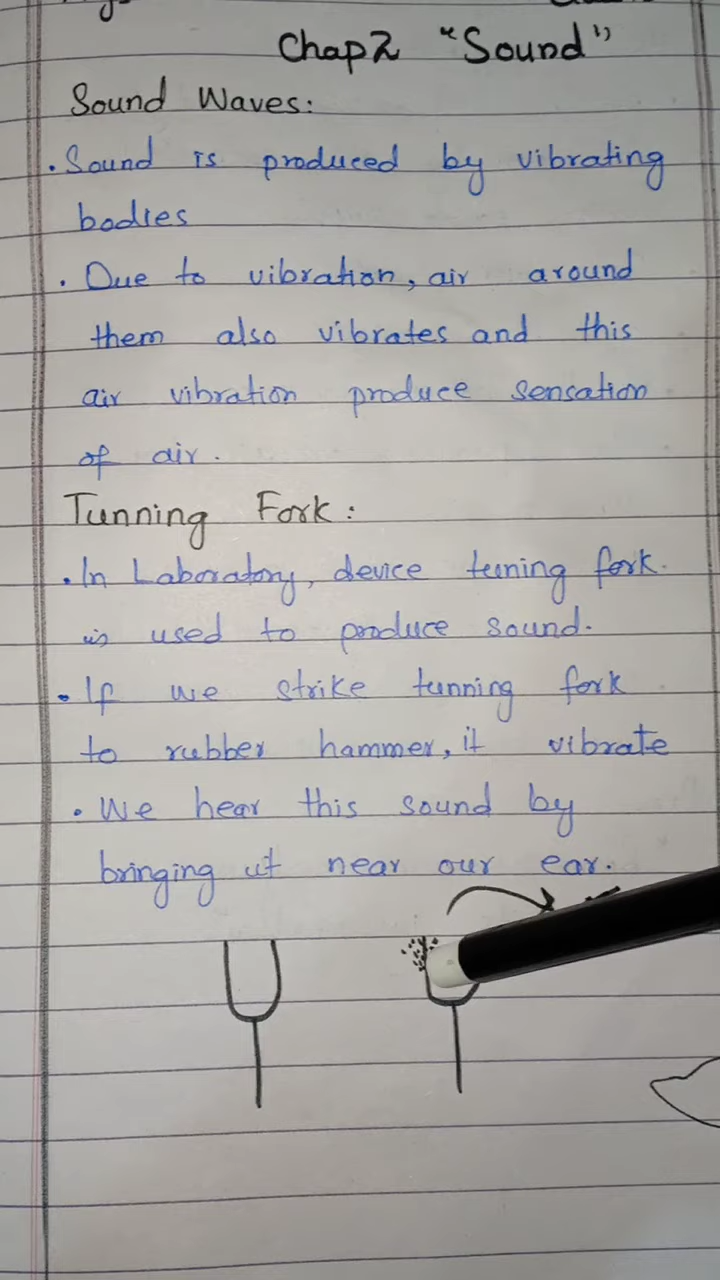 Chap 2 "Sound"
Sound Waves:
. Sound is produced by vibrating
bodies
. Due to vibration, air around
them also vibrates and this
air vibration produce sensation
of air.
Tunning Fork:
. In Laboratory, device tuning fork.
is used to produce sound.
. If we strike tunning fork
to rubber hammer, it vibrate
. We hear this sound by
bringing it near our ear.